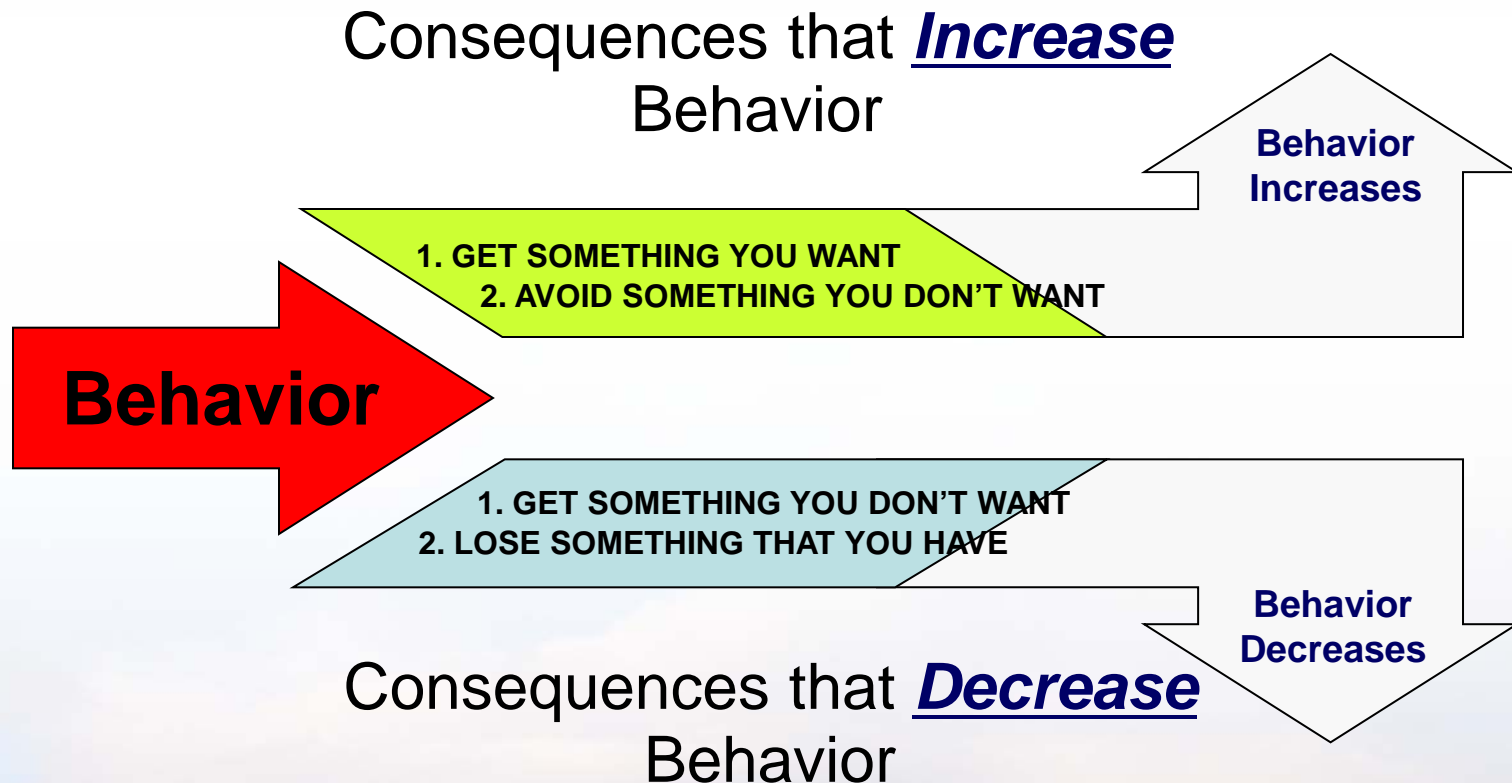 Consequences that Increase
Behavior
Behavior
Increases
1. GET SOMETHING YOU WANT
2. AVOID SOMETHING YOU DON'T WANT
Behavior
1. GET SOMETHING YOU DON'T WANT
2. LOSE SOMETHING THAT YOU HAVE
Behavior
Decreases
Consequences that Decrease
Behavior